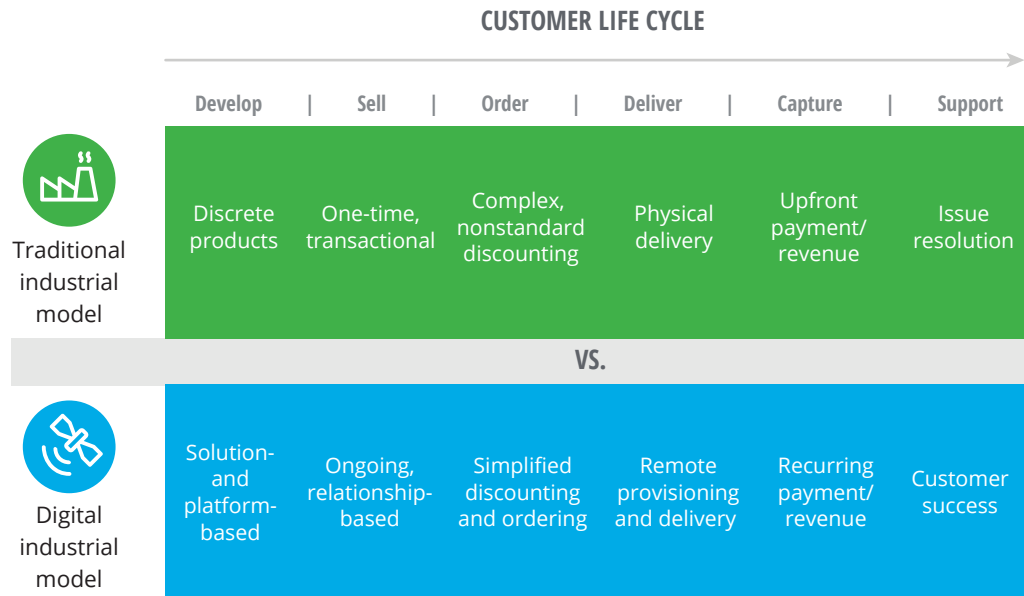 CUSTOMER LIFE CYCLE
Develop | Sell | Order | Deliver | Capture | Support
Traditional
industrial
model
Discrete
products
One-time,
transactional
Complex,
nonstandard
discounting
Physical
delivery
Upfront
payment/
revenue
Issue
resolution
VS.
Digital
industrial
model
Solution-
and
platform-
based
Ongoing,
relationship-
based
Simplified
discounting
and ordering
Remote
provisioning
and delivery
Recurring
payment/
revenue
Customer
success